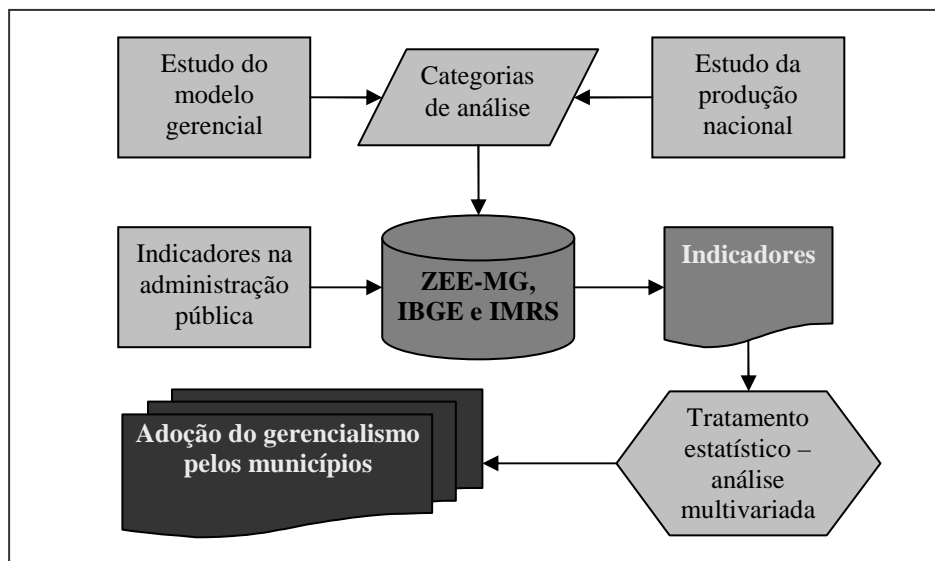 Estudo do
modelo
gerencial
Categorias
de análise
Estudo da
produção
nacional
Indicadores na
administração
pública
ZEE-MG,
IBGE e IMRS
Indicadores
Adoção do gerencialismo
pelos municípios
Tratamento
estatístico –
análise
multivariada